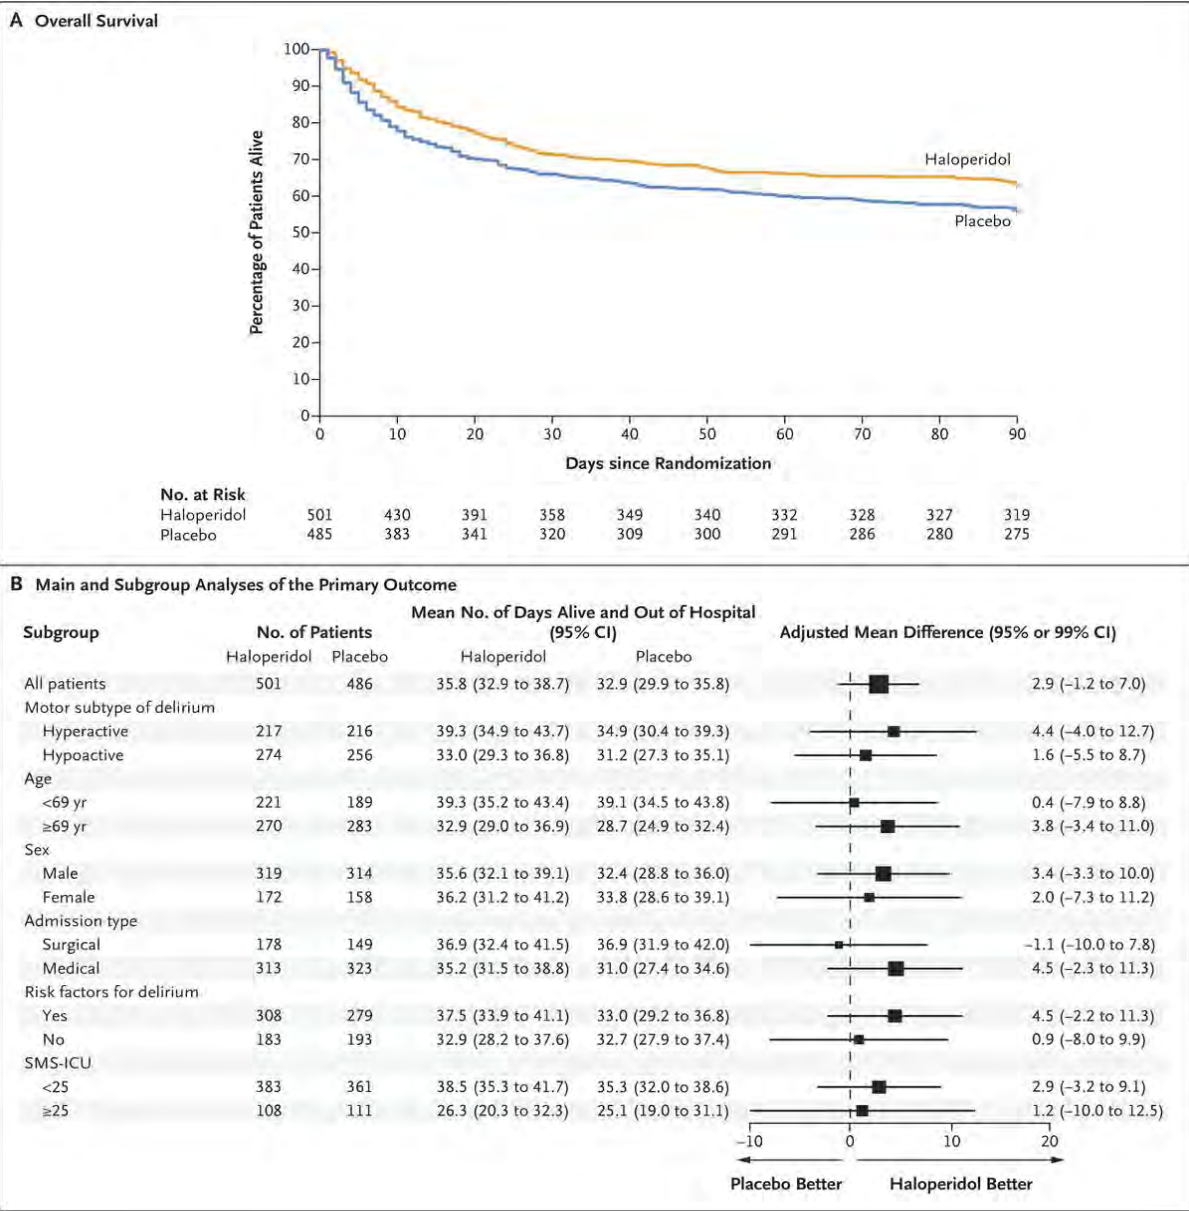 A Overall Survival
Percentage of Patients Alive
100
90
80
70
60
50
40
30
20
10
0
Haloperidol
Placebo
0 10 20 30 40 50 60 70 80 90
Days since Randomization
No. at Risk
Haloperidol 501 430 391 358 349 340 332 328 327 319
Placebo 485 383 341 320 309 300 291 286 280 275
B Main and Subgroup Analyses of the Primary Outcome
Subgroup No. of Patients Mean No. of Days Alive and Out of Hospital (95% CI) Adjusted Mean Difference (95% or 99% CI)
Haloperidol Placebo Haloperidol Placebo
All patients 501 486 35.8 (32.9 to 38.7) 32.9 (29.9 to 35.8) 2.9 (−1.2 to 7.0)
Motor subtype of delirium
Hyperactive 217 216 39.3 (34.9 to 43.7) 34.9 (30.4 to 39.3) 4.4 (−4.0 to 12.7)
Hypoactive 274 256 33.0 (29.3 to 36.8) 31.2 (27.3 to 35.1) 1.6 (−5.5 to 8.7)
Age
<69 yr 221 189 39.3 (35.2 to 43.4) 39.1 (34.5 to 43.8) 0.4 (−7.9 to 8.8)
≥69 yr 270 283 32.9 (29.0 to 36.9) 28.7 (24.9 to 32.4) 3.8 (−3.4 to 11.0)
Sex
Male 319 314 35.6 (32.1 to 39.1) 32.4 (28.8 to 36.0) 3.4 (−3.3 to 10.0)
Female 172 158 36.2 (31.2 to 41.2) 33.8 (28.6 to 39.1) 2.0 (−7.3 to 11.2)
Admission type
Surgical 178 149 36.9 (32.4 to 41.5) 36.9 (31.9 to 42.0) −1.1 (−10.0 to 7.8)
Medical 313 323 35.2 (31.5 to 38.8) 31.0 (27.4 to 34.6) 4.5 (−2.3 to 11.3)
Risk factors for delirium
Yes 308 279 37.5 (33.9 to 41.1) 33.0 (29.2 to 36.8) 4.5 (−2.2 to 11.3)
No 183 193 32.9 (28.2 to 37.6) 32.7 (27.9 to 37.4) 0.9 (−8.0 to 9.9)
SMS-ICU
<25 383 361 38.5 (35.3 to 41.7) 35.3 (32.0 to 38.6) 2.9 (−3.2 to 9.1)
≥25 108 111 26.3 (20.3 to 32.3) 25.1 (19.0 to 31.1) 1.2 (−10.0 to 12.5)
−10 0 10 20
Placebo Better Haloperidol Better